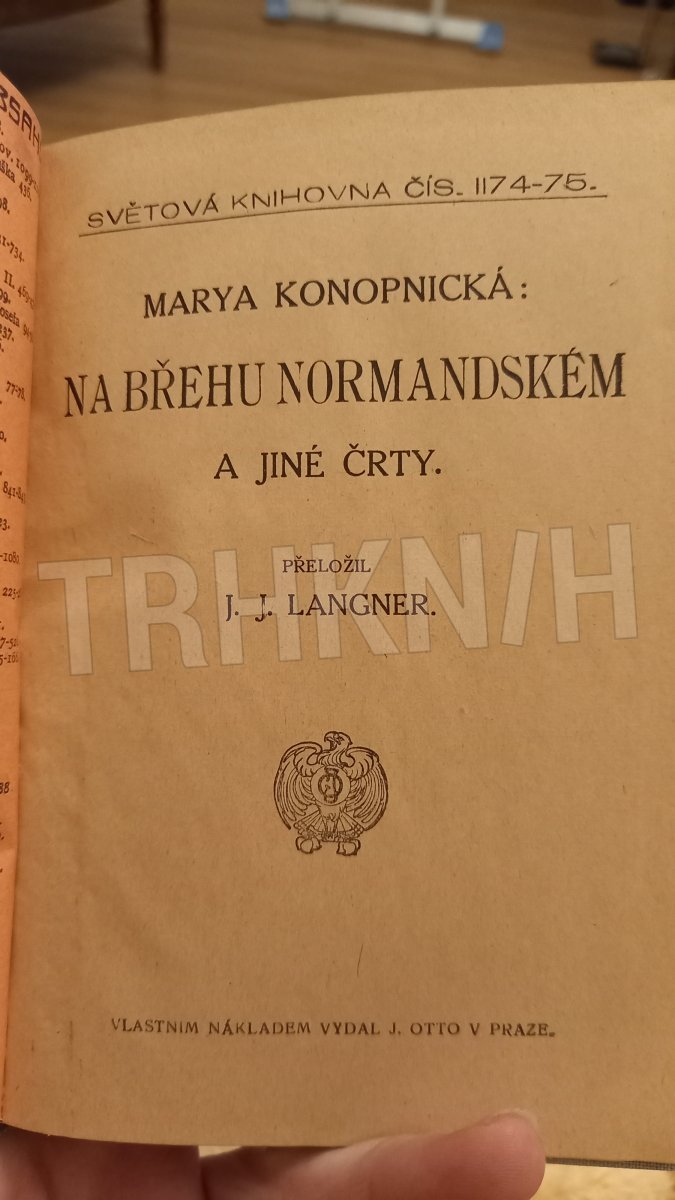 SVĚTOVÁ KNIHOVNA ČÍS. 1174-75.
MARYA KONOPNICKÁ:
NA BŘEHU NORMANDSKÉM
A JINÉ ČRTY.
PŘELOŽIL
J. J. LANGNER.
TRHKNIH
VLASTNIM NÁKLADEM VYDAL J. OTTO V PRAZE.